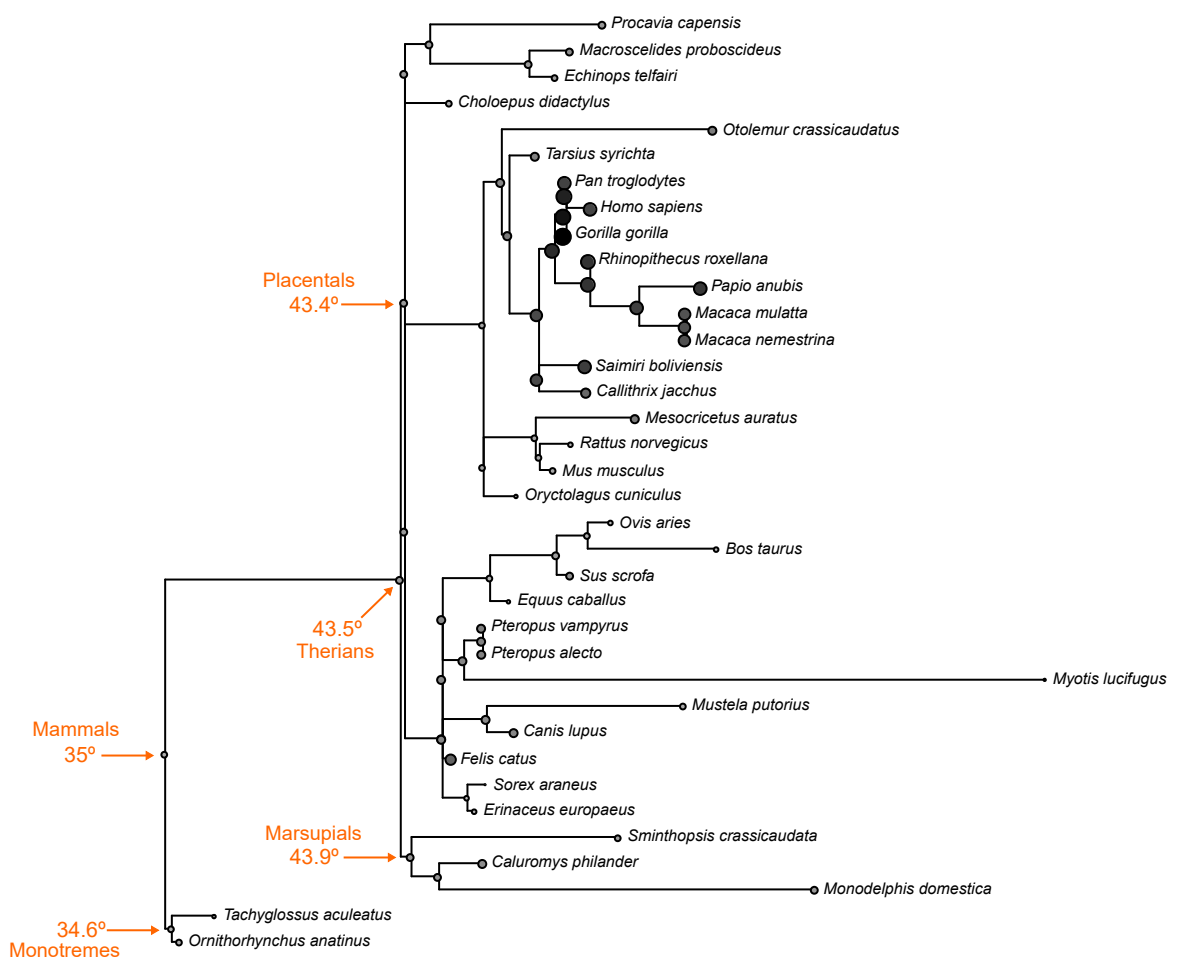 Procavia capensis
Macroscelides proboscideus
Echinops telfairi
Choloepus didactylus
Otolemur crassicaudatus
Tarsius syrichta
Pan troglodytes
Homo sapiens
Gorilla gorilla
Rhinopithecus roxellana
Placentals
43.4º
Papio anubis
Macaca mulatta
Macaca nemestrina
Saimiri boliviensis
Callithrix jacchus
Mesocricetus auratus
Rattus norvegicus
Mus musculus
Oryctolagus cuniculus
Ovis aries
Bos taurus
Sus scrofa
Equus caballus
43.5º
Therians
Pteropus vampyrus
Pteropus alecto
Myotis lucifugus
Mustela putorius
Mammals
35º
Canis lupus
Felis catus
Sorex araneus
Erinaceus europaeus
Marsupials
43.9º
Sminthopsis crassicaudata
Caluromys philander
Monodelphis domestica
Tachyglossus aculeatus
34.6º
Monotremes
Ornithorhynchus anatinus